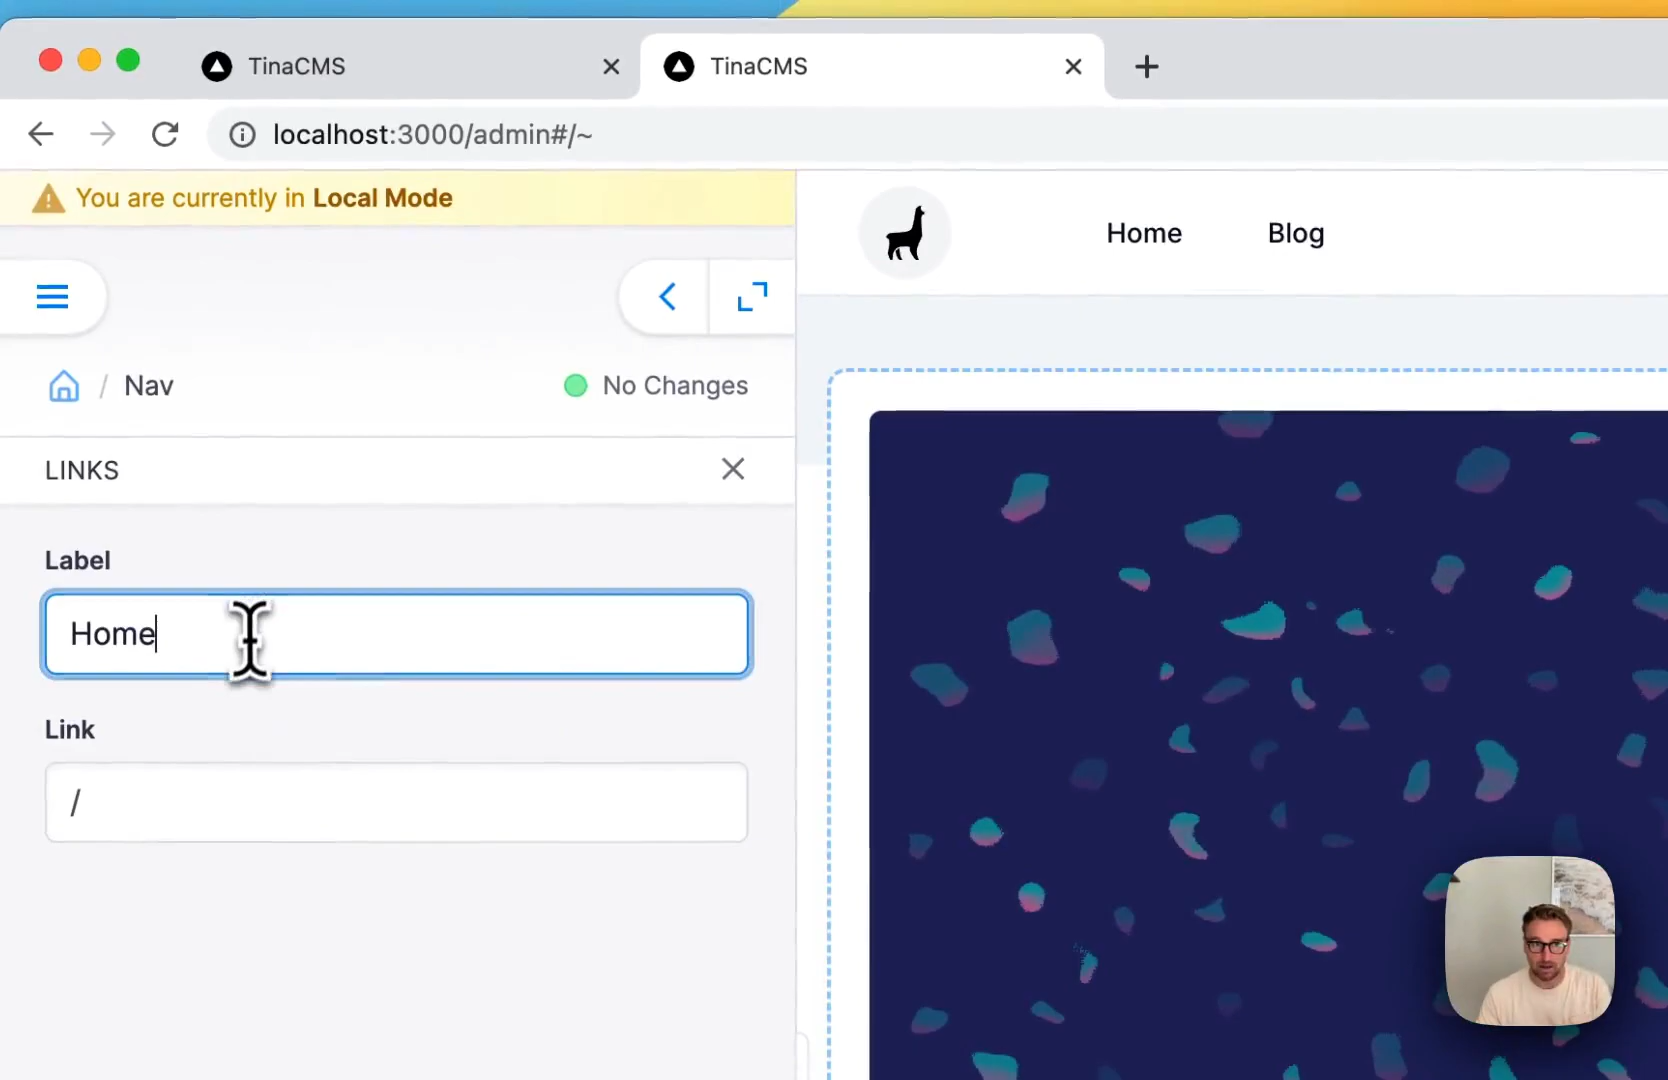 TinaCMS
TinaCMS
localhost:3000/admin#/~
You are currently in Local Mode
Home
Blog
/ Nav
No Changes
LINKS
Label
Home
Link
/